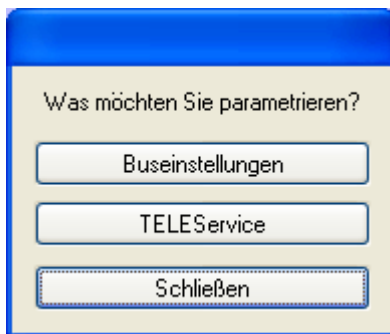 Was möchten Sie parametrieren?
Buseinstellungen
TELEService
Schließen